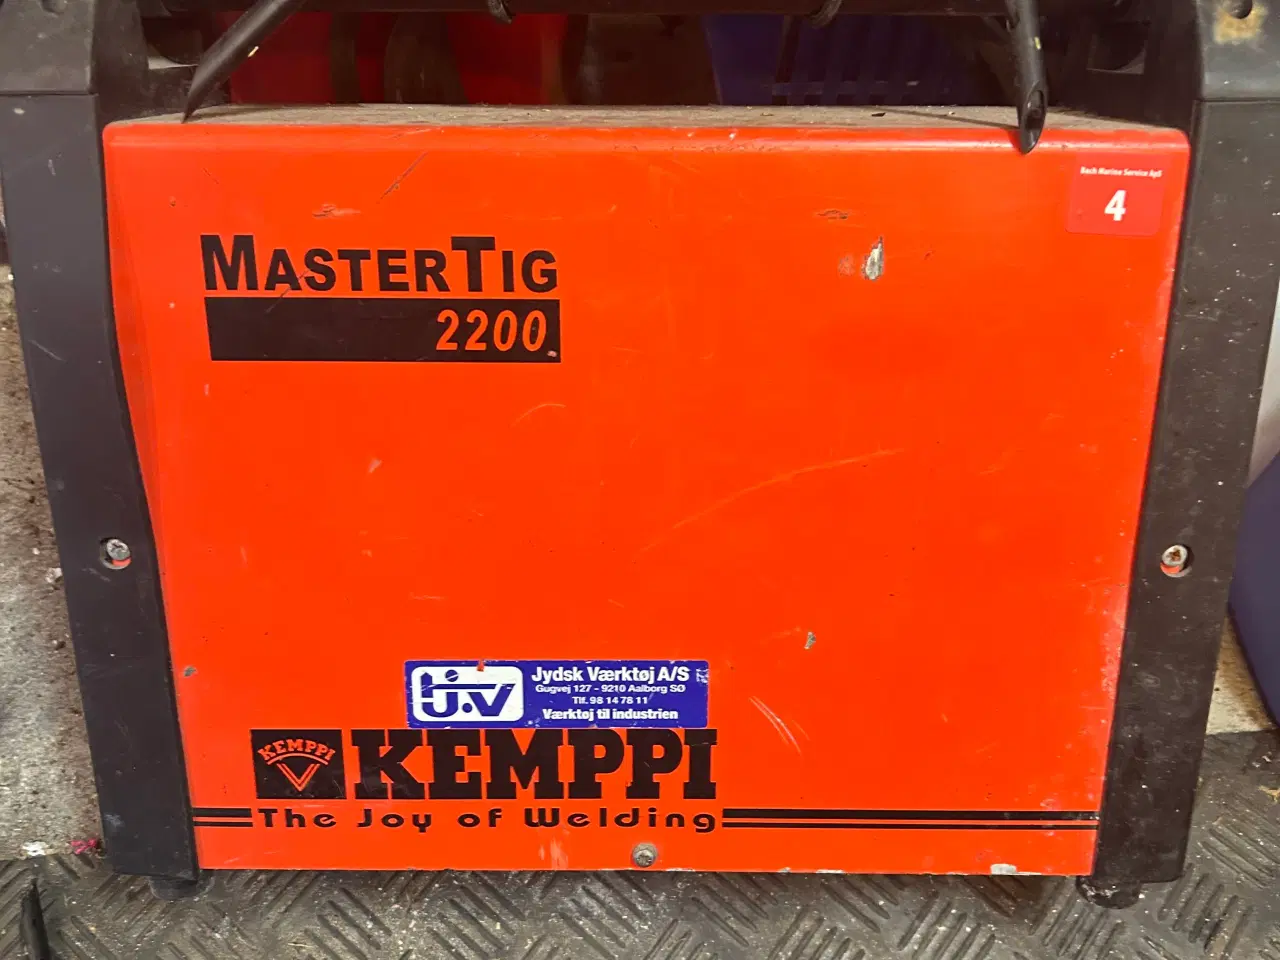 Bach Marine Service ApS
4
MASTERTIG
2200
j.v
Jydsk Værktøj A/S
Gugvej 127 - 9210 Aalborg SØ
Tlf. 98 14 78 11
Værktøj til industrien
KEMPPI
KEMPPI
The Joy of Welding